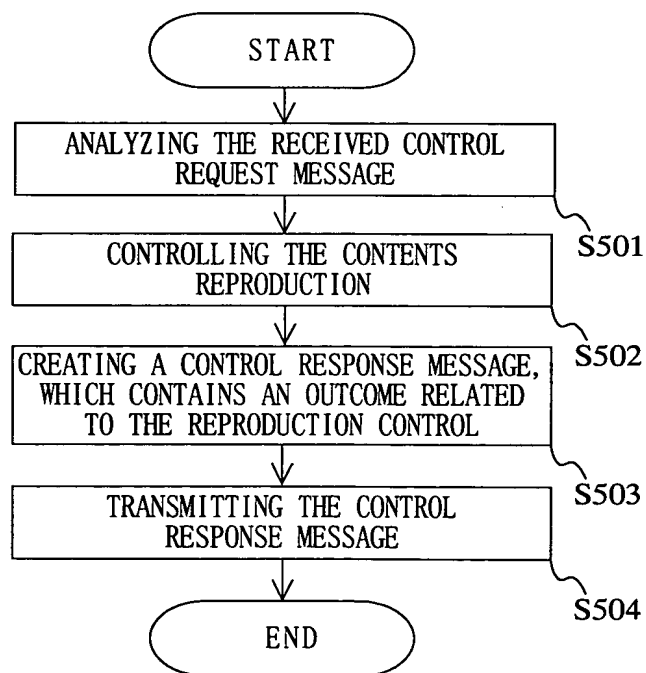 START
ANALYZING THE RECEIVED CONTROL
REQUEST MESSAGE
S501
CONTROLLING THE CONTENTS
REPRODUCTION
S502
CREATING A CONTROL RESPONSE MESSAGE,
WHICH CONTAINS AN OUTCOME RELATED
TO THE REPRODUCTION CONTROL
S503
TRANSMITTING THE CONTROL
RESPONSE MESSAGE
S504
END